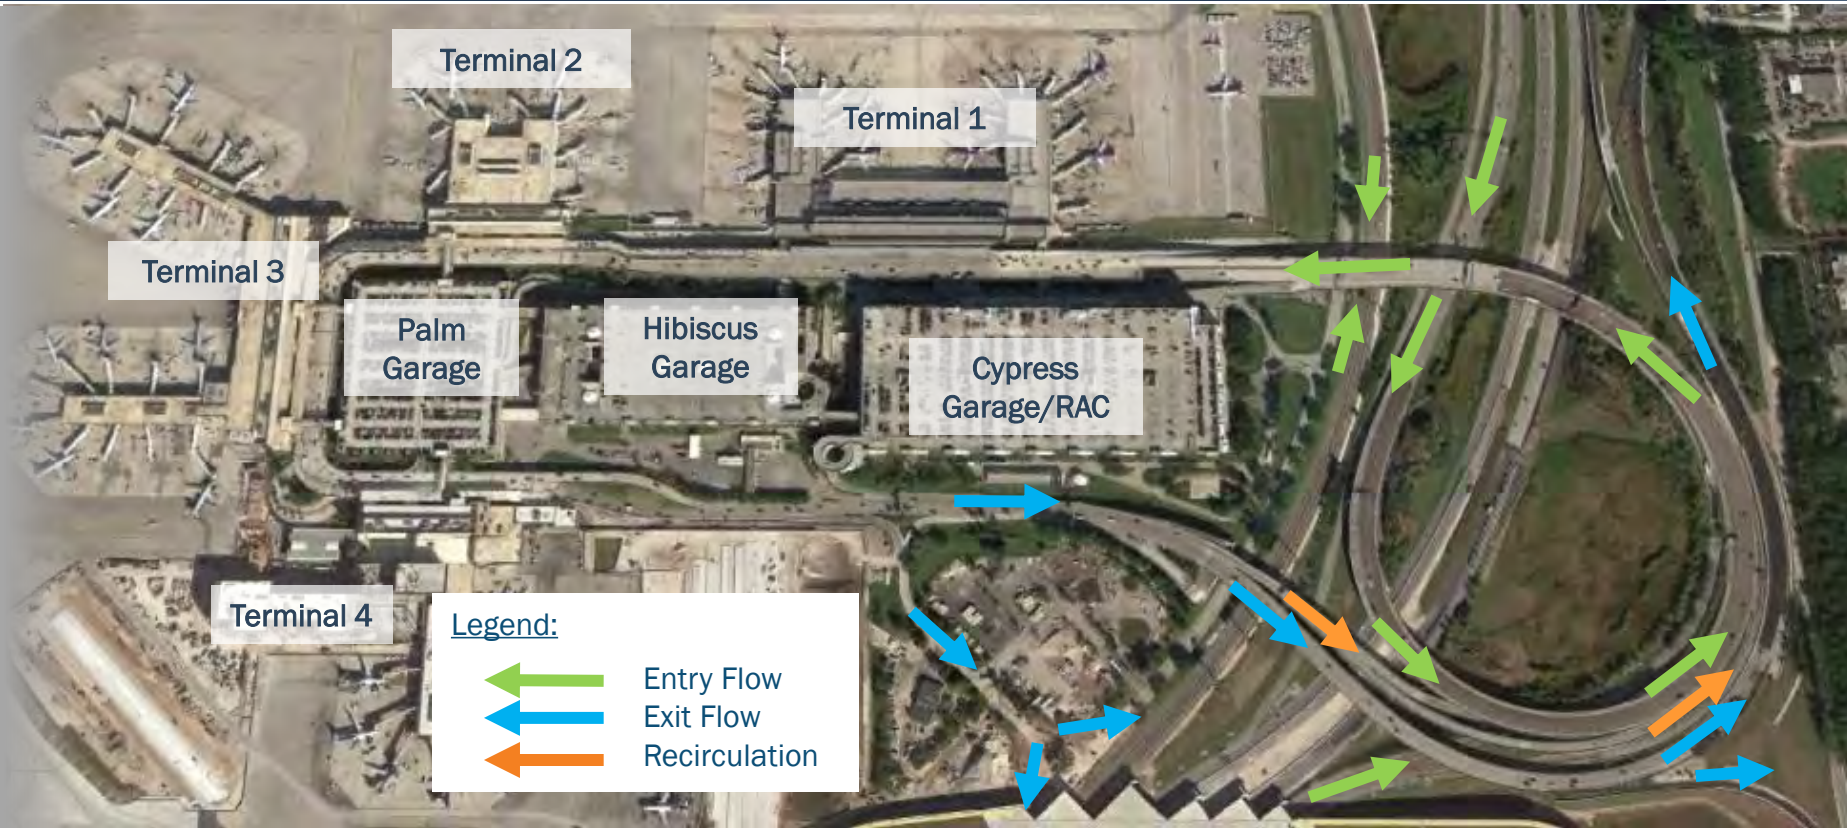 Terminal 2
Terminal 1
Terminal 3
Palm
Garage
Hibiscus
Garage
Cypress
Garage/RAC
Terminal 4
Legend:
Entry Flow
Exit Flow
Recirculation